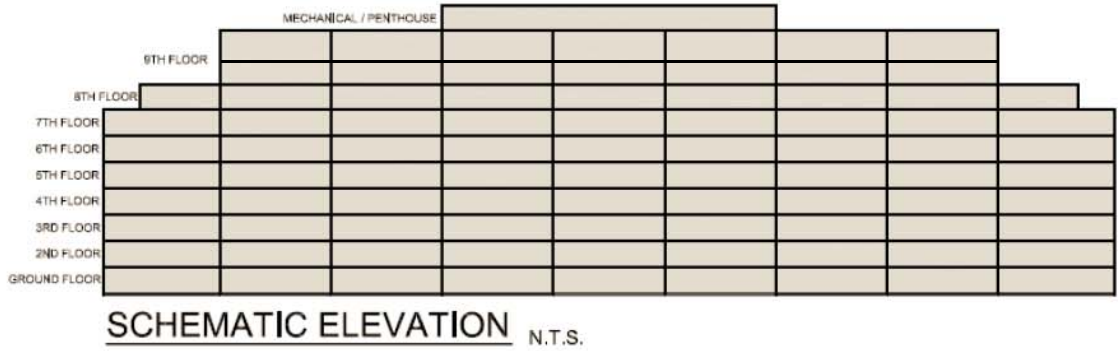 MECHANICAL / PENTHOUSE
9TH FLOOR
8TH FLOOR
7TH FLOOR
6TH FLOOR
5TH FLOOR
4TH FLOOR
3RD FLOOR
2ND FLOOR
GROUND FLOOR
SCHEMATIC ELEVATION N.T.S.